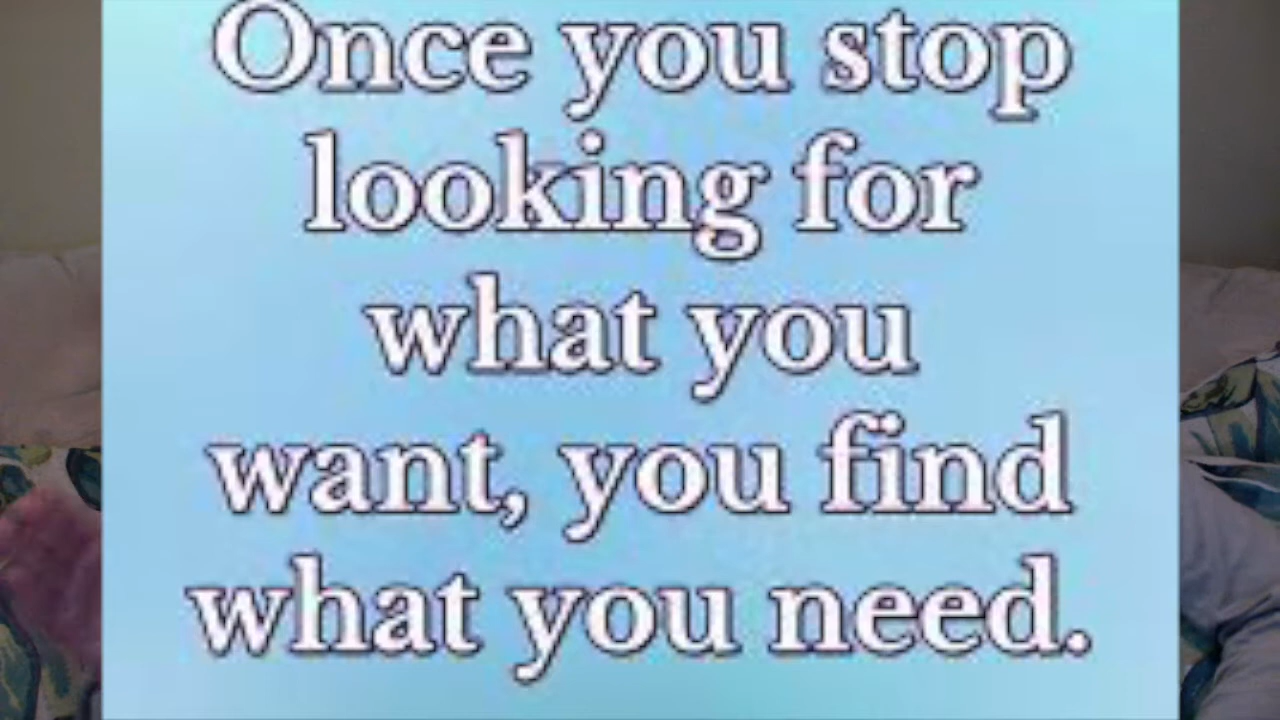 Once you stop
looking for
what you
want, you find
what you need.